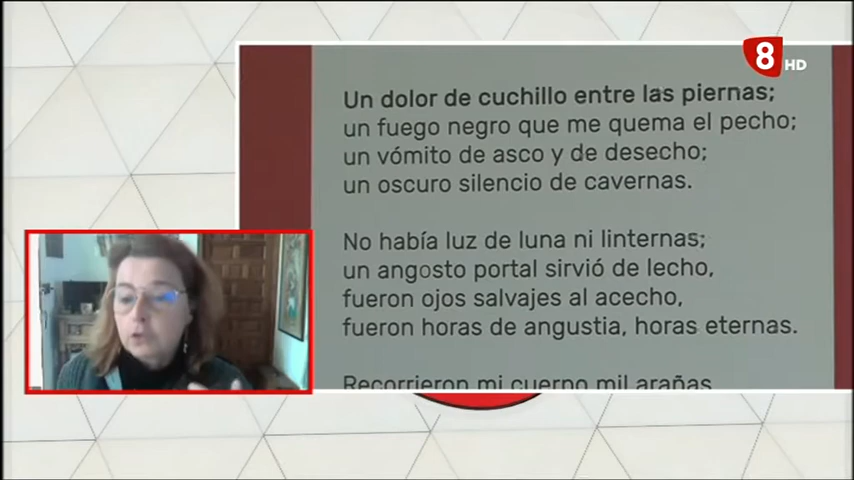 8 HD
Un dolor de cuchillo entre las piernas;
un fuego negro que me quema el pecho;
un vómito de asco y de desecho;
un oscuro silencio de cavernas.
No había luz de luna ni linternas;
un angosto portal sirvió de lecho,
fueron ojos salvajes al acecho,
fueron horas de angustia, horas eternas.
Recorrieron mi cuerpo mil arañas